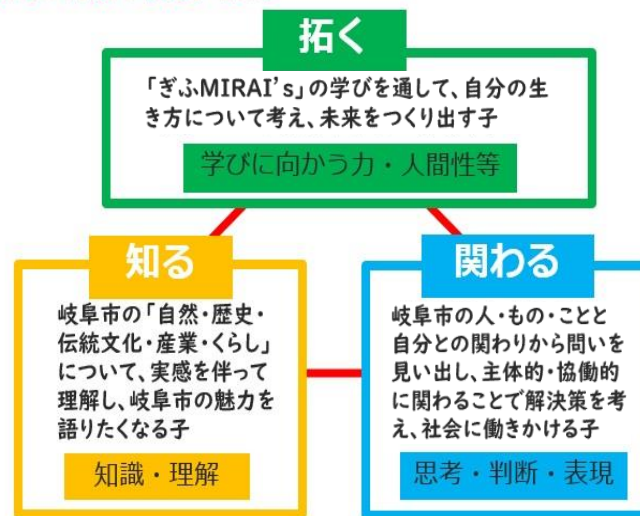 拓く
「ぎふMIRAI’s」の学びを通して、自分の生
き方について考え、未来をつくり出す子
学びに向かう力・人間性等
知る
岐阜市の「自然・歴史・
伝統文化・産業・くらし」
について、実感を伴って
理解し、岐阜市の魅力を
語りたくなる子
知識・理解
関わる
岐阜市の人・もの・ことと
自分との関わりから問いを
見い出し、主体的・協働的
に関わることで解決策を考
え、社会に働きかける子
思考・判断・表現